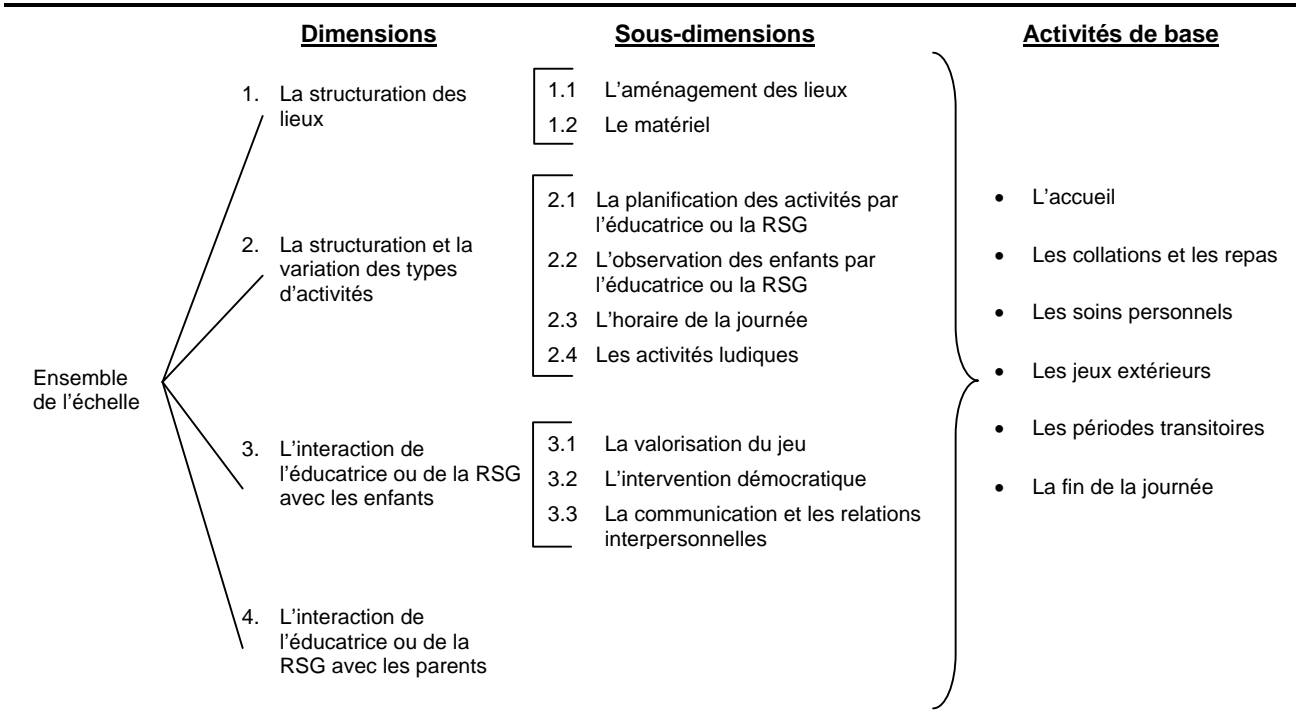 Dimensions
Sous-dimensions
Activités de base
Ensemble
de l'échelle
1. La structuration des
lieux
2. La structuration et la
variation des types
d'activités
3. L'interaction de
l'éducatrice ou de la RSG
avec les enfants
4. L'interaction de
l'éducatrice ou de la
RSG avec les parents
1.1 L'aménagement des lieux
1.2 Le matériel
2.1 La planification des activités par
l'éducatrice ou la RSG
2.2 L'observation des enfants par
l'éducatrice ou la RSG
2.3 L'horaire de la journée
2.4 Les activités ludiques
3.1 La valorisation du jeu
3.2 L'intervention démocratique
3.3 La communication et les relations
interpersonnelles
• L'accueil
• Les collations et les repas
• Les soins personnels
• Les jeux extérieurs
• Les périodes transitoires
• La fin de la journée